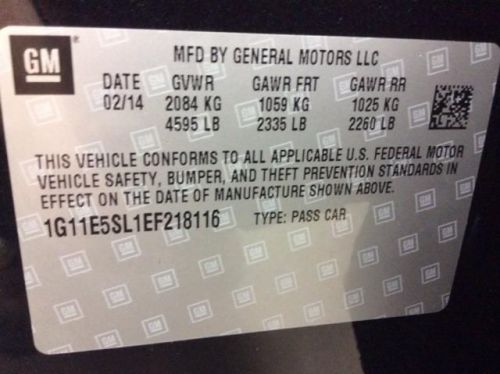 GM
MFD BY GENERAL MOTORS LLC
DATE GVWR GAWR FRT GAWR RR
02/14 2084 KG 1059 KG 1025 KG
4595 LB 2335 LB 2260 LB
THIS VEHICLE CONFORMS TO ALL APPLICABLE U.S. FEDERAL MOTOR
VEHICLE SAFETY, BUMPER, AND THEFT PREVENTION STANDARDS IN
EFFECT ON THE DATE OF MANUFACTURE SHOWN ABOVE.
1G11E5SL1EF218116 TYPE: PASS CAR